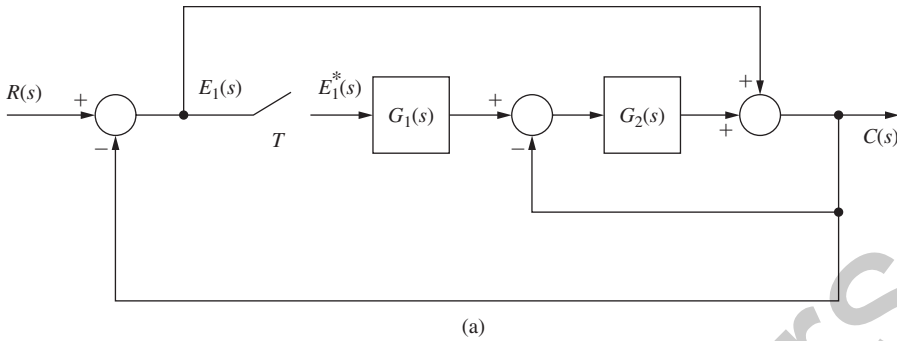 R(s)
+
−
E₁(s)
T
E₁*(s)
G₁(s)
+
−
G₂(s)
+
+
C(s)
(a)